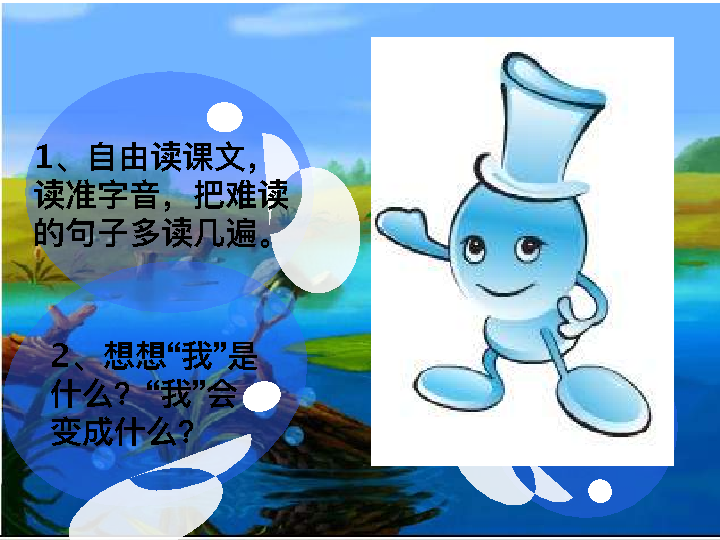 1、自由读课文，
读准字音，把难读
的句子多读几遍。
2、想想“我”是
什么？“我”会
变成什么？